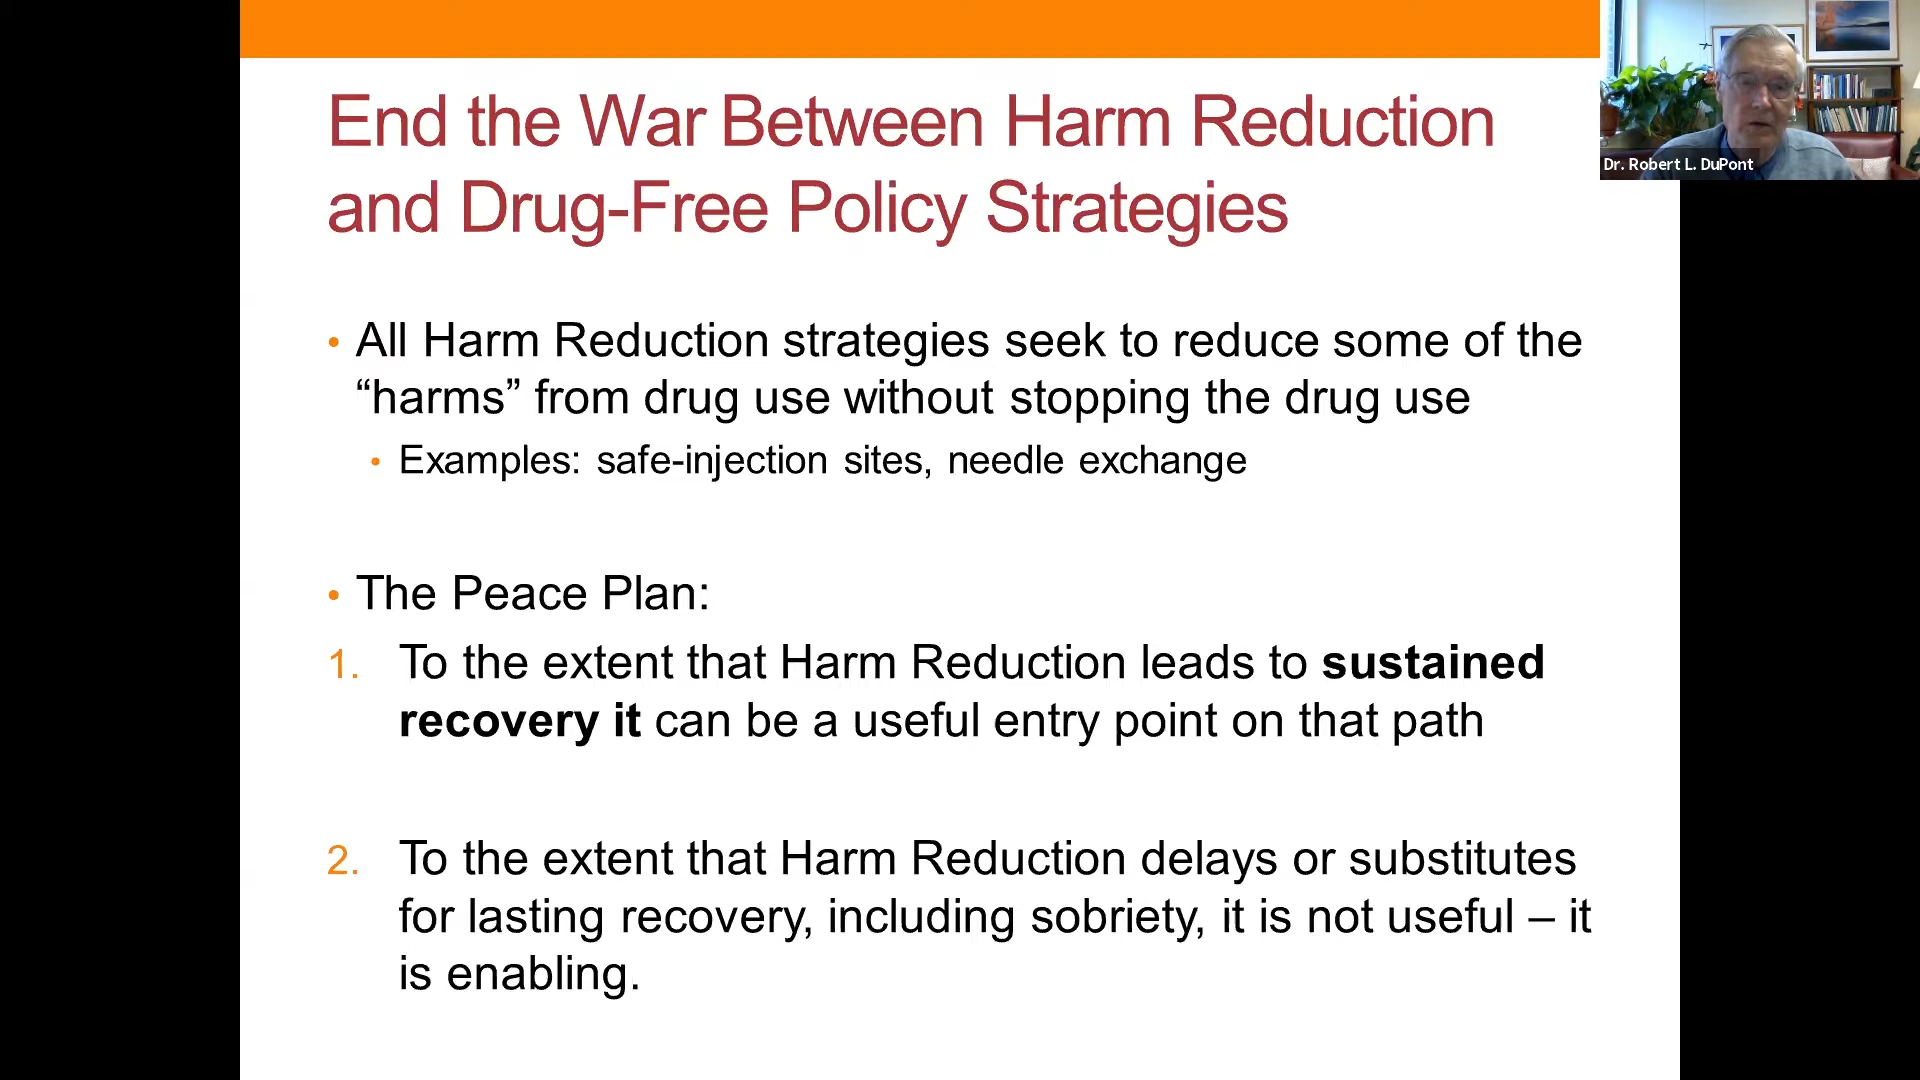 End the War Between Harm Reduction
and Drug-Free Policy Strategies
• All Harm Reduction strategies seek to reduce some of the
“harms” from drug use without stopping the drug use
• Examples: safe-injection sites, needle exchange
• The Peace Plan:
1. To the extent that Harm Reduction leads to sustained
recovery it can be a useful entry point on that path
2. To the extent that Harm Reduction delays or substitutes
for lasting recovery, including sobriety, it is not useful – it
is enabling.
Dr. Robert L. DuPont